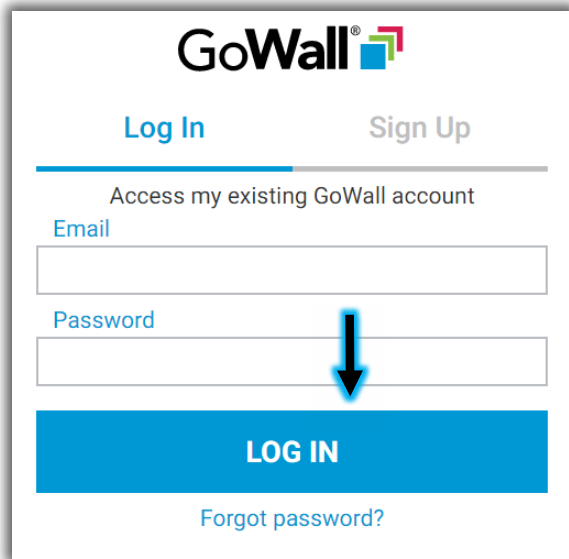 GoWall®
Log In
Sign Up
Access my existing GoWall account
Email
Password
LOG IN
Forgot password?